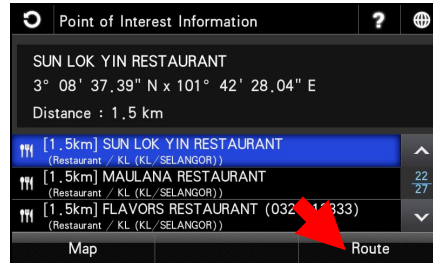 Point of Interest Information ?
SUN LOK YIN RESTAURANT
3° 08' 37.39" N x 101° 42' 28.04" E
Distance : 1.5 km
[1.5km] SUN LOK YIN RESTAURANT
(Restaurant / KL (KL/SELANGOR))
[1.5km] MAULANA RESTAURANT
(Restaurant / KL (KL/SELANGOR))
22
27
[1.5km] FLAVORS RESTAURANT
(Restaurant / KL (KL/SELANGOR))
Map
Route